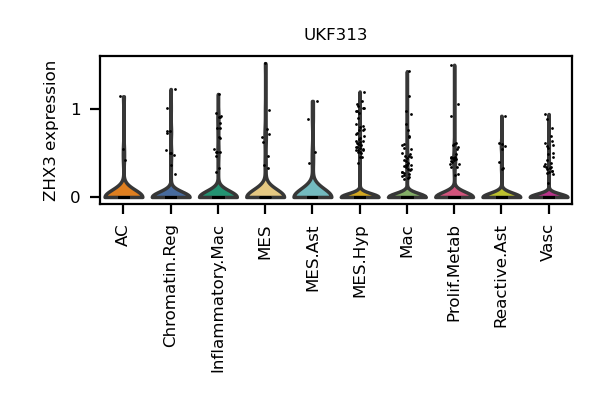 UKF313
ZHX3 expression
1
0
AC
Chromatin.Reg
Inflammatory.Mac
MES
MES.Ast
MES.Hyp
Mac
Prolif.Metab
Reactive.Ast
Vasc